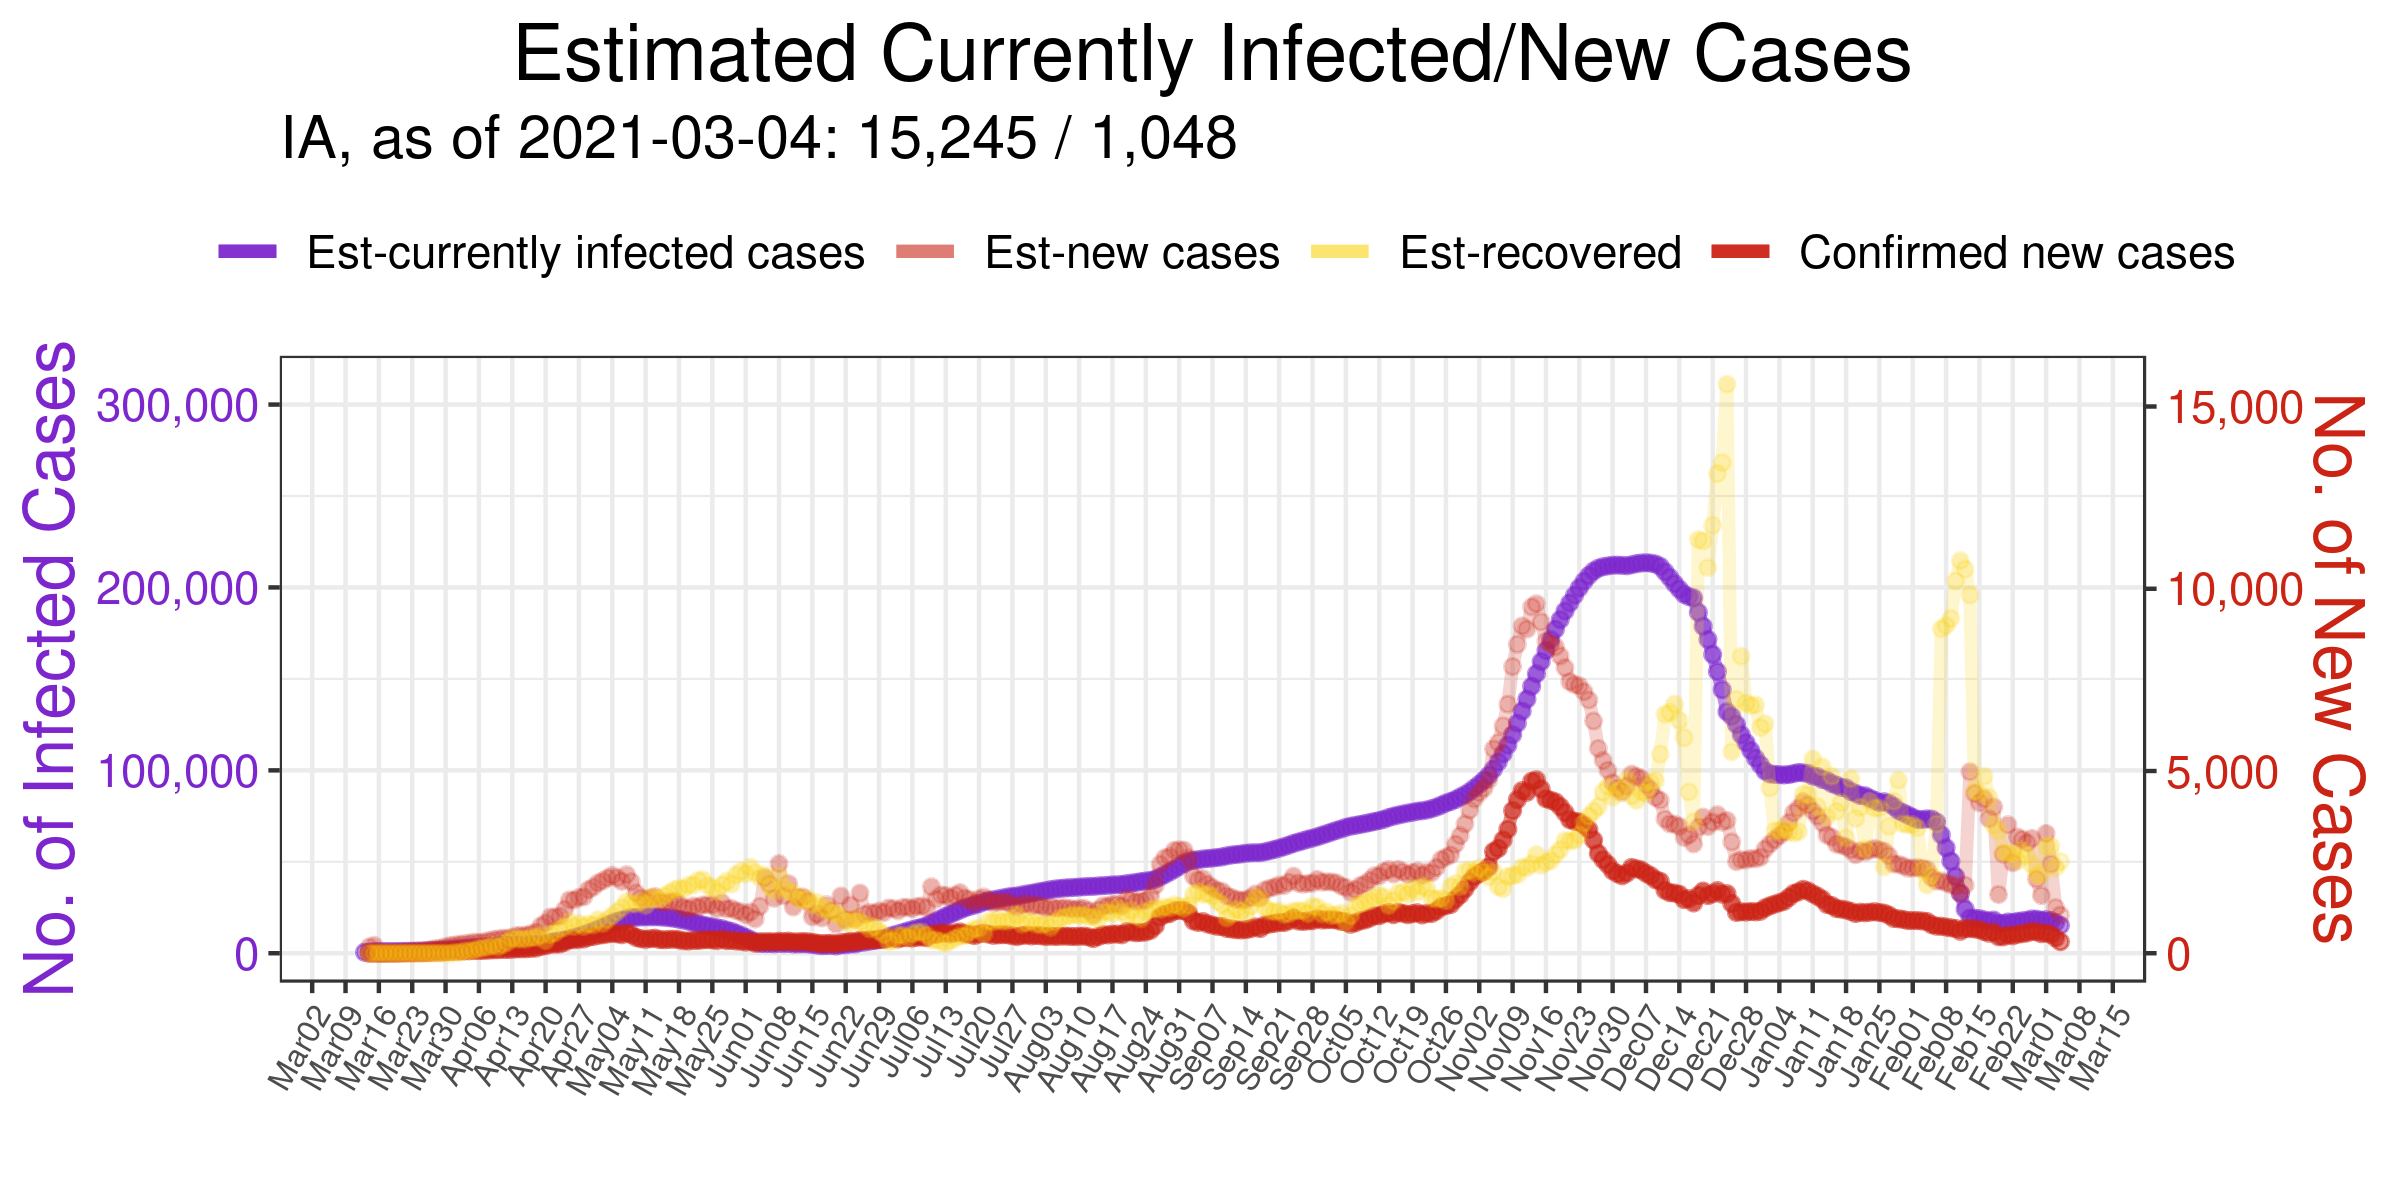 Estimated Currently Infected/New Cases
IA, as of 2021-03-04: 15,245 / 1,048
Est-currently infected cases Est-new cases Est-recovered Confirmed new cases
No. of Infected Cases
300,000
200,000
100,000
0
15,000
10,000
5,000
0
No. of New Cases
Mar02 Mar09 Mar16 Mar23 Mar30 Apr06 Apr13 Apr20 Apr27 May04 May11 May18 May25 Jun01 Jun08 Jun15 Jun22 Jun29 Jul06 Jul13 Jul20 Jul27 Aug03 Aug10 Aug17 Aug24 Aug31 Sep07 Sep14 Sep21 Sep28 Oct05 Oct12 Oct19 Oct26 Nov02 Nov09 Nov16 Nov23 Nov30 Dec07 Dec14 Dec21 Dec28 Jan04 Jan11 Jan18 Jan25 Feb01 Feb08 Feb15 Feb22 Mar01 Mar08 Mar15